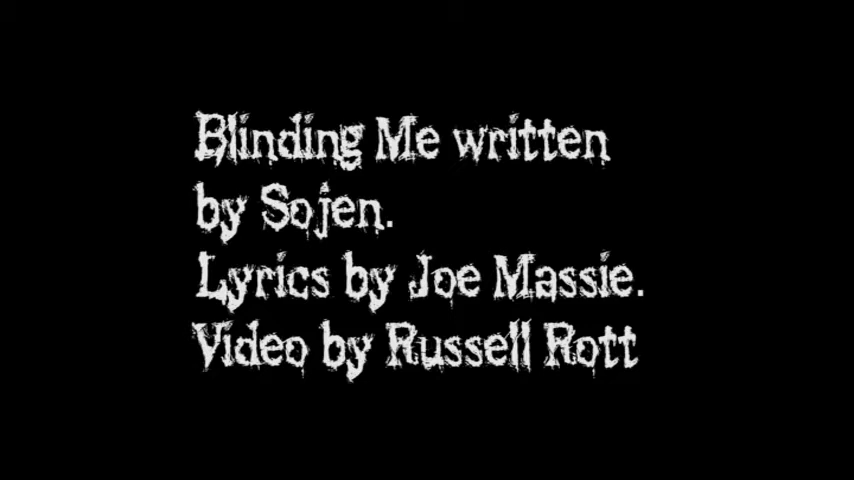 Blinding Me written
by Sojen.
Lyrics by Joe Massie.
Video by Russell Rott